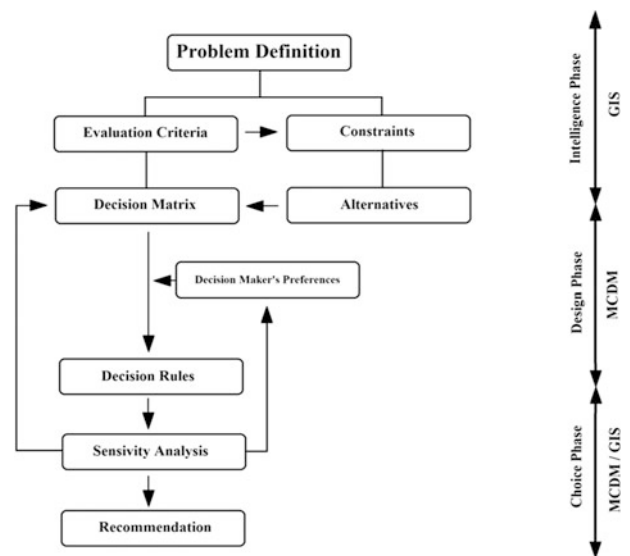 Problem Definition
Evaluation Criteria
Constraints
Decision Matrix
Alternatives
Decision Maker's Preferences
Decision Rules
Sensivity Analysis
Recommendation
Intelligence Phase
GIS
Design Phase
MCDM
Choice Phase
MCDM / GIS